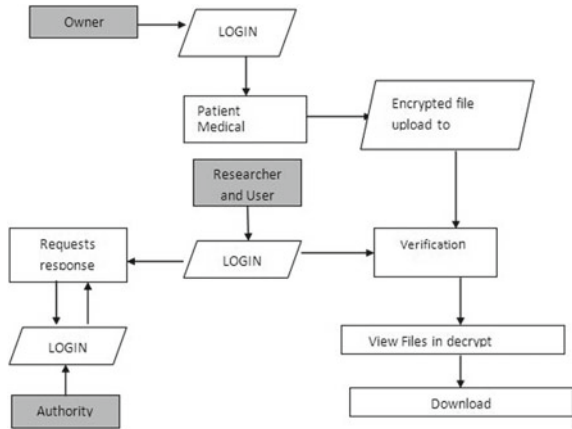 Owner
LOGIN
Patient
Medical
Encrypted file
upload to
Researcher
and User
Requests
response
LOGIN
Verification
LOGIN
View Files in decrypt
Authority
Download